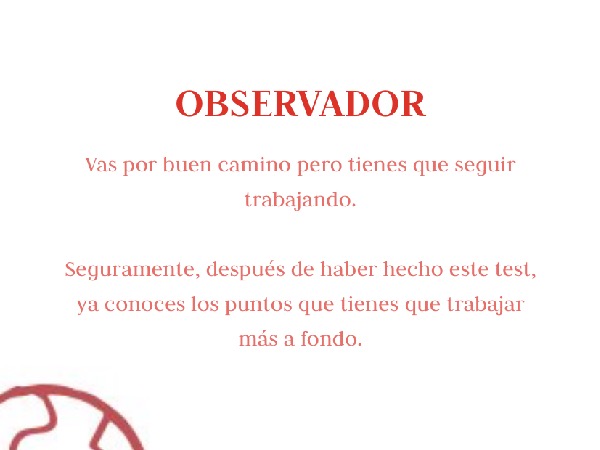 OBSERVADOR
Vas por buen camino pero tienes que seguir
trabajando.
Seguramente, después de haber hecho este test,
ya conoces los puntos que tienes que trabajar
más a fondo.